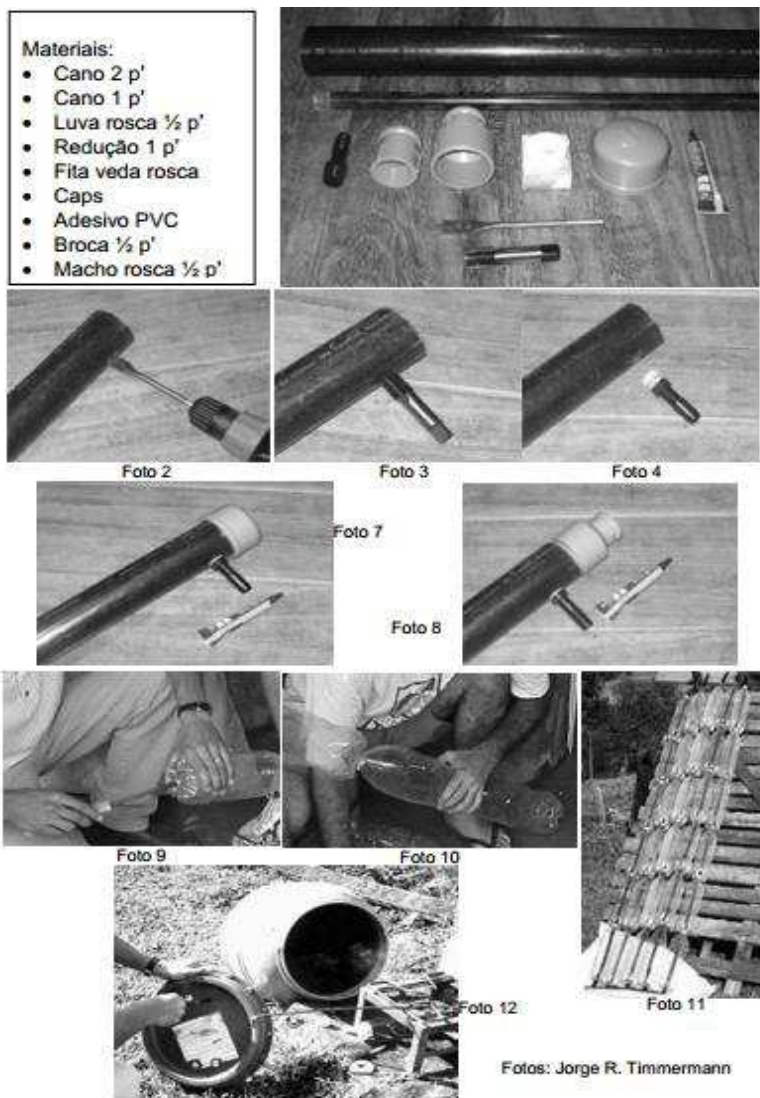 Materiais:
• Cano 2 p'
• Cano 1 p'
• Luva rosca ½ p'
• Redução 1 p'
• Fita veda rosca
• Caps
• Adesivo PVC
• Broca ½ p'
• Macho rosca ½ p'
Foto 2
Foto 3
Foto 4
Foto 7
Foto 8
Foto 9
Foto 10
Foto 11
Foto 12
Fotos: Jorge R. Timmermann